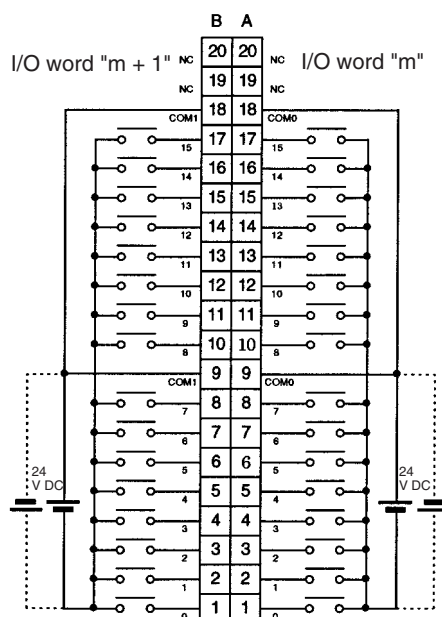 B A
I/O word "m + 1" NC 20 20 NC I/O word "m"
NC 19 19 NC
COM1 18 18 COM0
15 17 17 15
14 16 16 14
13 15 15 13
12 14 14 12
11 13 13 11
10 12 12 10
9 11 11 9
8 10 10 8
COM1 9 9 COM0
7 8 8 7
6 7 7 6
5 6 6 5
24 V DC 4 5 5 4 24 V DC
3 4 4 3
2 3 3 2
1 2 2 1
0 1 1 0